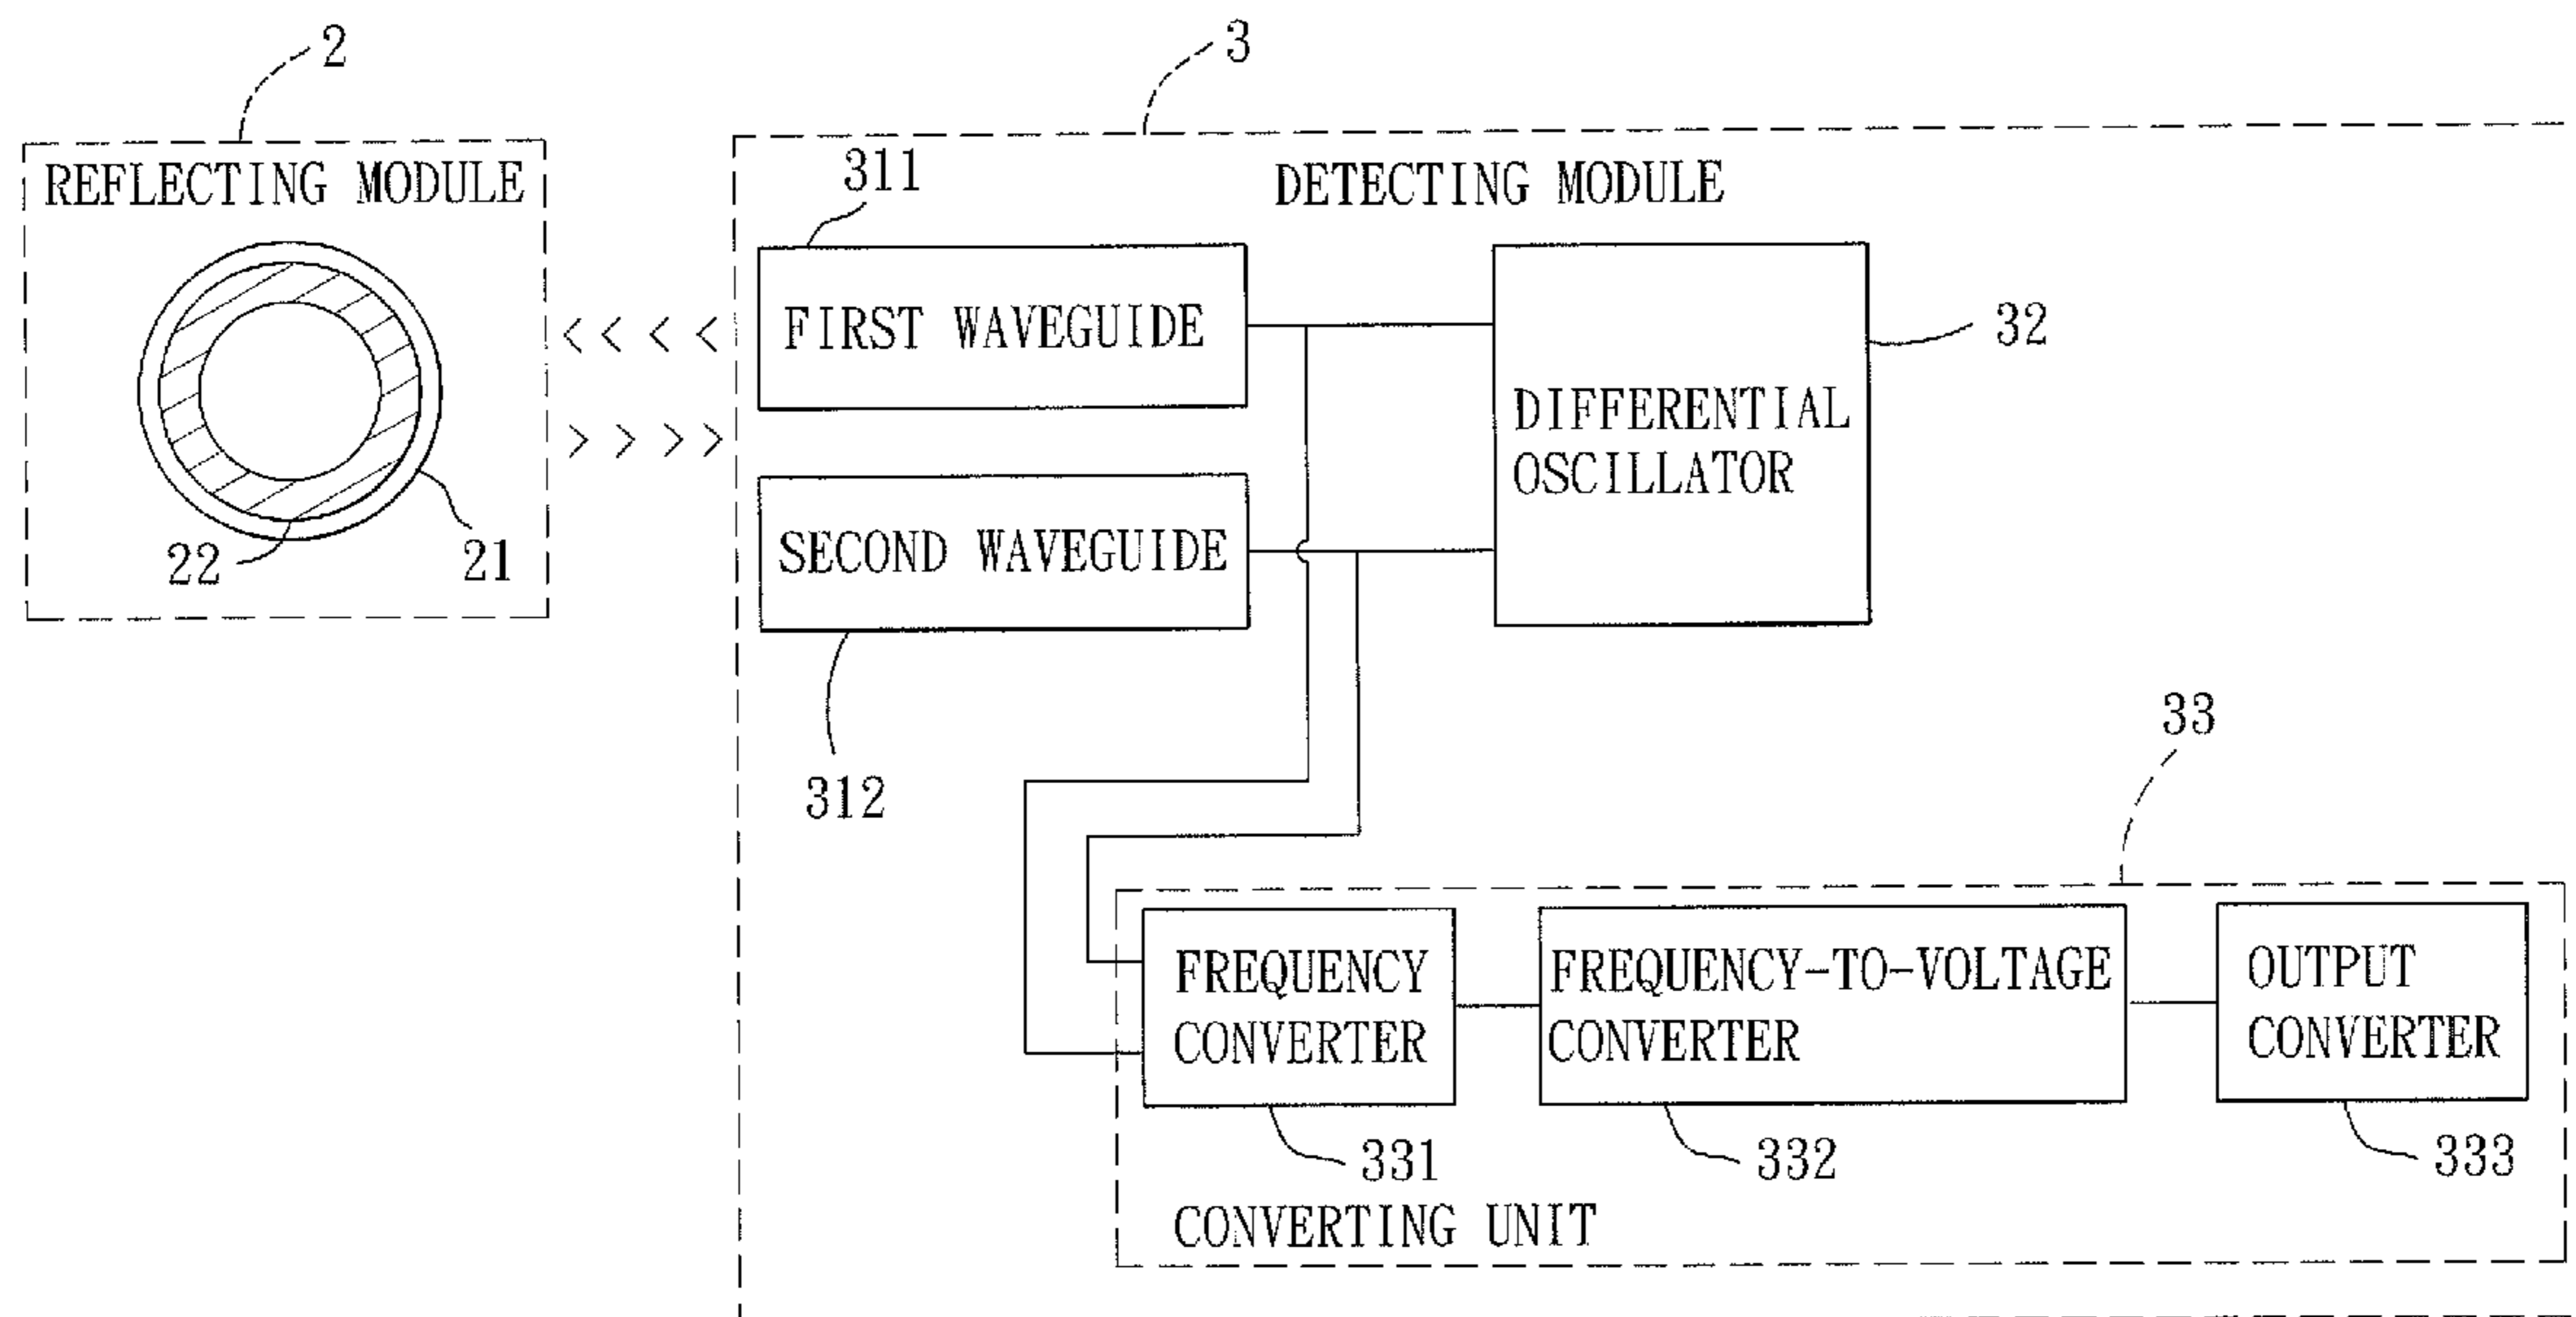 2
3
REFLECTING MODULE
311
DETECTING MODULE
FIRST WAVEGUIDE
32
DIFFERENTIAL
OSCILLATOR
SECOND WAVEGUIDE
22
21
312
33
FREQUENCY
CONVERTER
FREQUENCY-TO-VOLTAGE
CONVERTER
OUTPUT
CONVERTER
331
332
333
CONVERTING UNIT